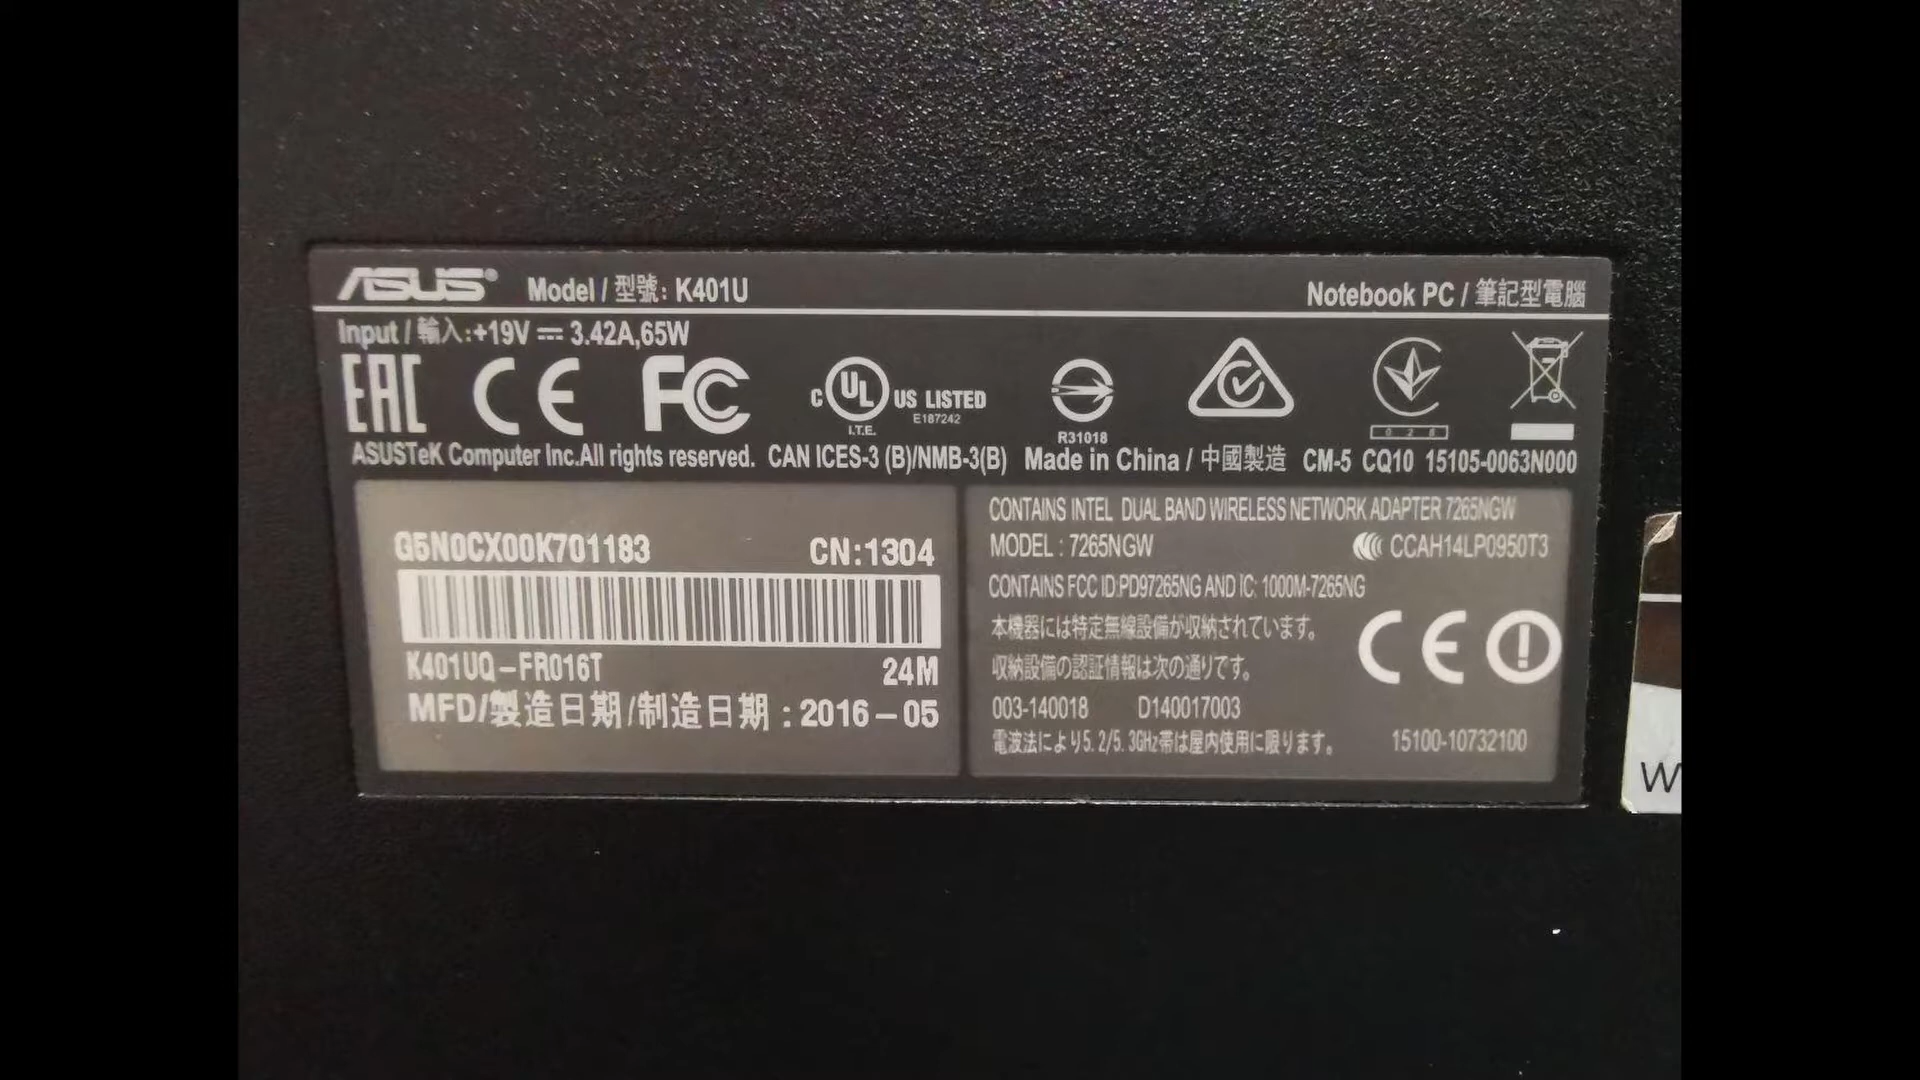 ASUS® Model / 型號: K401U Notebook PC / 筆記型電腦
Input / 輸入:+19V ⎓ 3.42A,65W
EAC CE FC C UL US LISTED
I.T.E. E187242
R31018
028
ASUSTeK Computer Inc.All rights reserved. CAN ICES-3 (B)/NMB-3(B) Made in China / 中國製造 CM-5 CQ10 15105-0063N000
G5N0CX00K701183 CN:1304
K401UQ-FR016T 24M
MFD/製造日期/制造日期:2016-05
CONTAINS INTEL DUAL BAND WIRELESS NETWORK ADAPTER 7265NGW
MODEL : 7265NGW CCAH14LP0950T3
CONTAINS FCC ID:PD97265NG AND IC: 1000M-7265NG
本機器には特定無線設備が収納されています。
収納設備の認証情報は次の通りです。
CE
003-140018 D140017003
電波法により5.2/5.3GHz帯は屋内使用に限ります。 15100-10732100
W